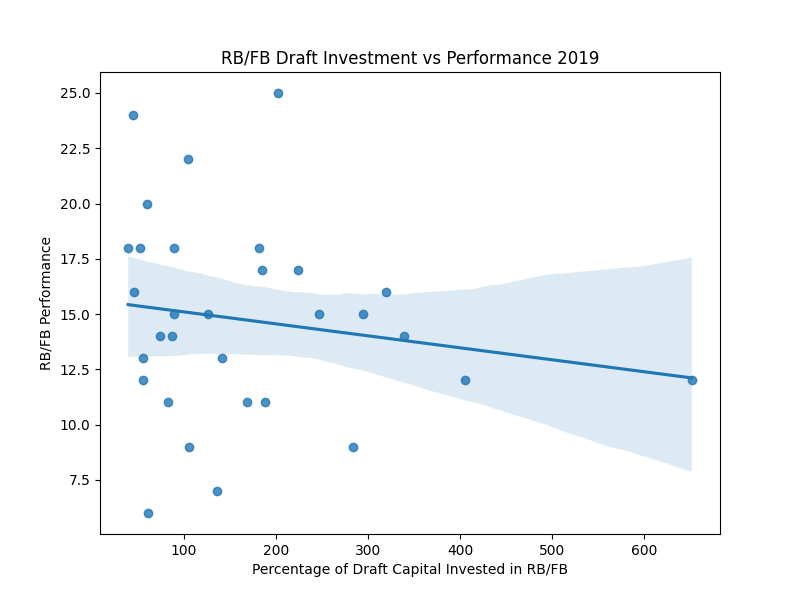 RB/FB Draft Investment vs Performance 2019
25.0
22.5
20.0
17.5
15.0
12.5
10.0
7.5
RB/FB Performance
100 200 300 400 500 600
Percentage of Draft Capital Invested in RB/FB